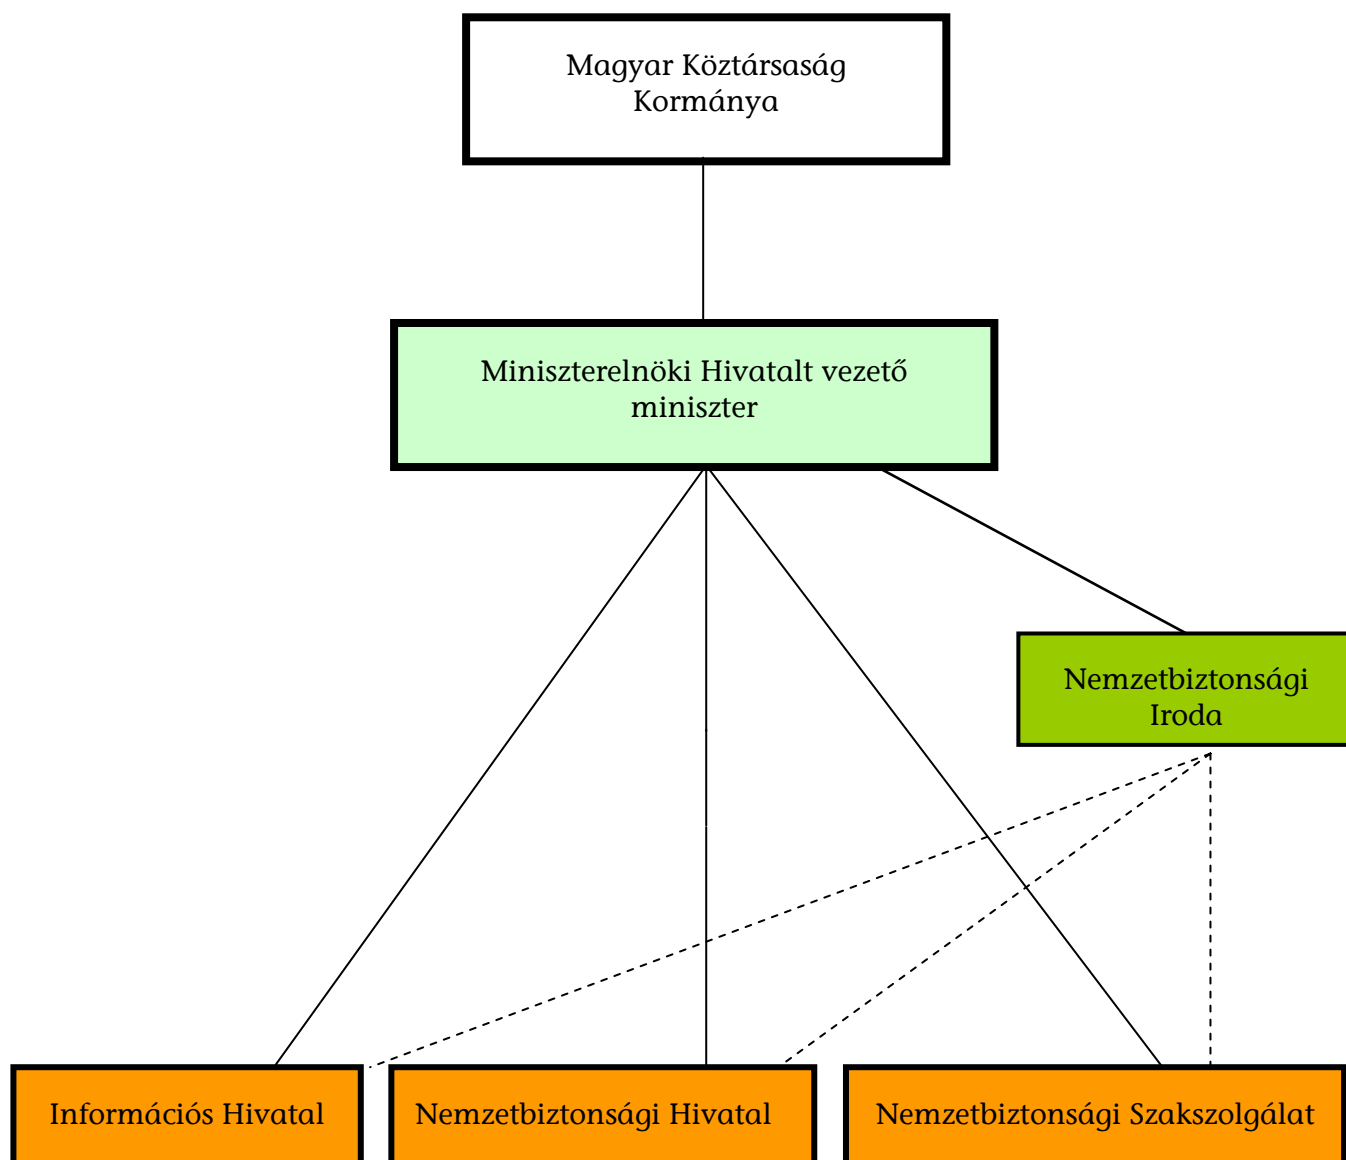 Magyar Köztársaság
Kormánya
Miniszterelnöki Hivatalt vezető
miniszter
Nemzetbiztonsági
Iroda
Információs Hivatal
Nemzetbiztonsági Hivatal
Nemzetbiztonsági Szakszolgálat